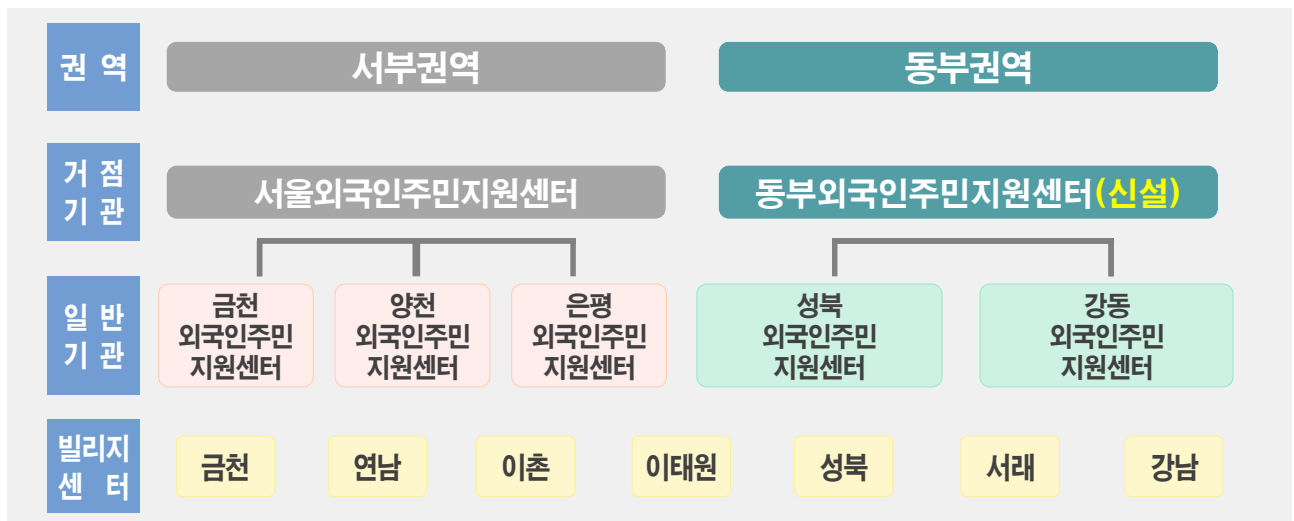 권 역
서부권역
동부권역
거 점
기 관
서울외국인주민지원센터
동부외국인주민지원센터(신설)
일 반
기 관
금천
외국인주민
지원센터
양천
외국인주민
지원센터
은평
외국인주민
지원센터
성북
외국인주민
지원센터
강동
외국인주민
지원센터
빌리지
센 터
금천
연남
이촌
이태원
성북
서래
강남